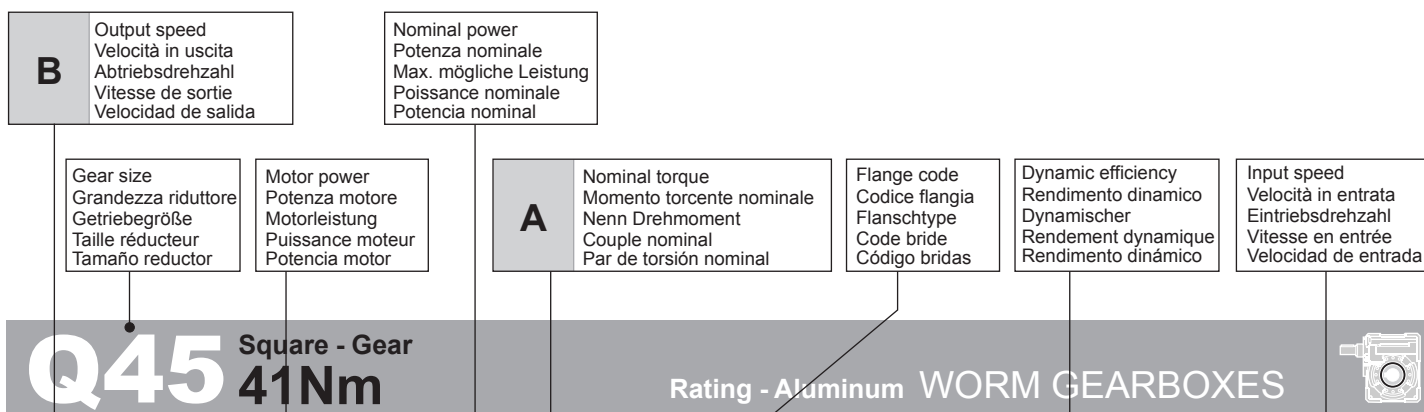 B
Output speed
Velocità in uscita
Abtriebsdrehzahl
Vitesse de sortie
Velocidad de salida
Nominal power
Potenza nominale
Max. mögliche Leistung
Poissance nominale
Potencia nominal
Gear size
Grandezza riduttore
Getriebegröße
Taille réducteur
Tamaño reductor
Motor power
Potenza motore
Motorleistung
Puissance moteur
Potencia motor
A
Nominal torque
Momento torcente nominale
Nenn Drehmoment
Couple nominal
Par de torsión nominal
Flange code
Codice flangia
Flanschtype
Code bride
Código bridas
Dynamic efficiency
Rendimento dinamico
Dynamischer
Rendement dynamique
Rendimento dinámico
Input speed
Velocità in entrata
Eintriebsdrehzahl
Vitesse en entrée
Velocidad de entrada
Q45
Square - Gear
41Nm
Rating - Aluminum WORM GEARBOXES